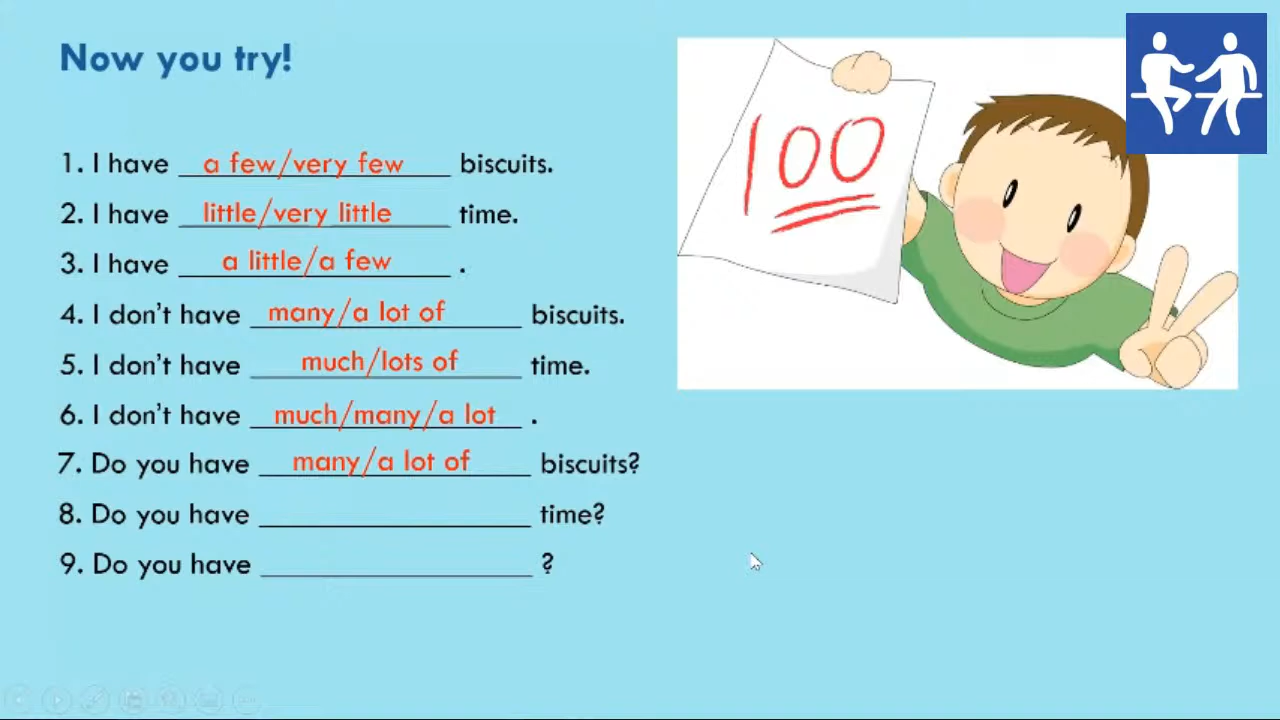 Now you try!
100
1. I have a few/very few biscuits.
2. I have little/very little time.
3. I have a little/a few .
4. I don't have many/a lot of biscuits.
5. I don't have much/lots of time.
6. I don't have much/many/a lot .
7. Do you have many/a lot of biscuits?
8. Do you have ____________ time?
9. Do you have ____________ ?